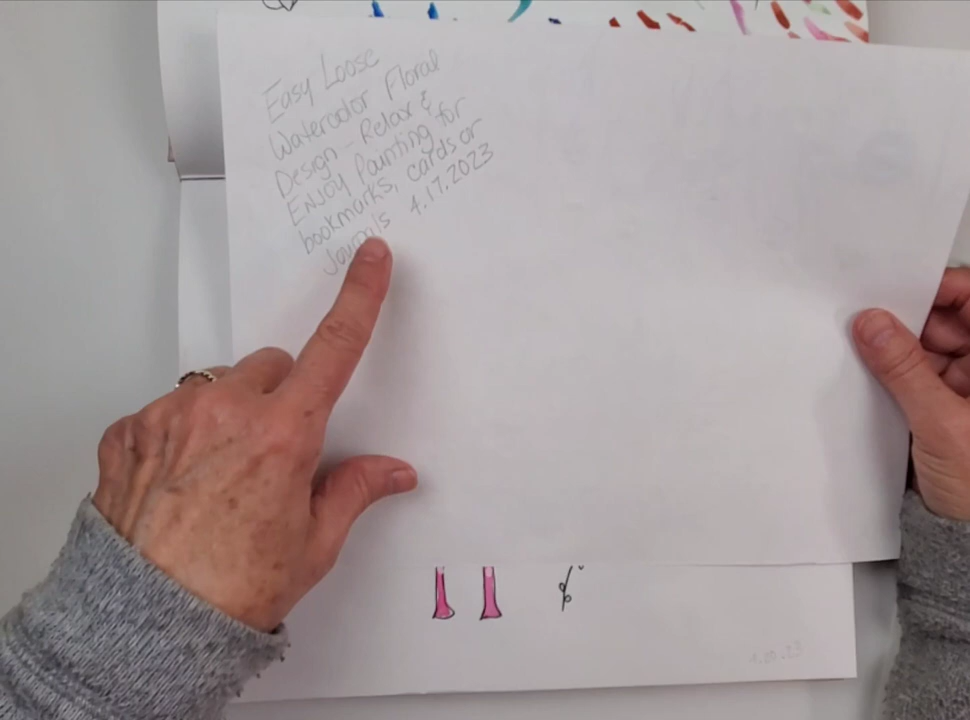 Easy Loose
Watercolor Floral
Design - Relax &
Enjoy Painting for
bookmarks, cards or
Journals 4.17.2023